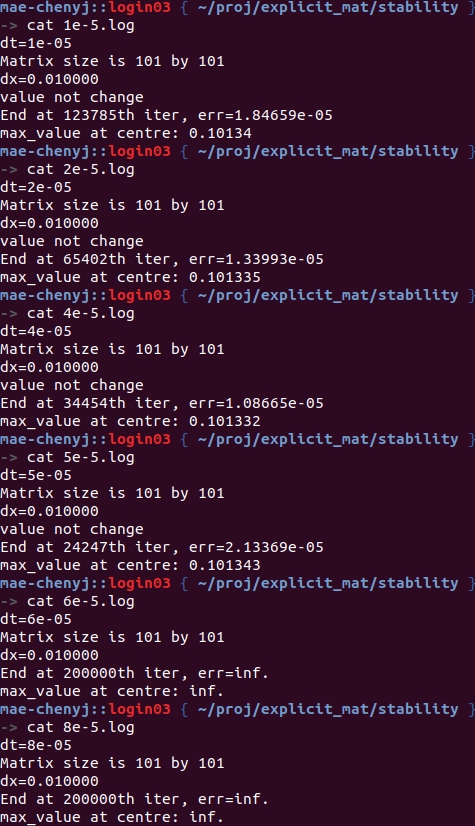 mae-chenyj::login03 { ~/proj/explicit_mat/stability }
-> cat 1e-5.log
dt=1e-05
Matrix size is 101 by 101
dx=0.010000
value not change
End at 123785th iter, err=1.84659e-05
max_value at centre: 0.10134
mae-chenyj::login03 { ~/proj/explicit_mat/stability }
-> cat 2e-5.log
dt=2e-05
Matrix size is 101 by 101
dx=0.010000
value not change
End at 65402th iter, err=1.33993e-05
max_value at centre: 0.101335
mae-chenyj::login03 { ~/proj/explicit_mat/stability }
-> cat 4e-5.log
dt=4e-05
Matrix size is 101 by 101
dx=0.010000
value not change
End at 34454th iter, err=1.08665e-05
max_value at centre: 0.101332
mae-chenyj::login03 { ~/proj/explicit_mat/stability }
-> cat 5e-5.log
dt=5e-05
Matrix size is 101 by 101
dx=0.010000
value not change
End at 24247th iter, err=2.13369e-05
max_value at centre: 0.101343
mae-chenyj::login03 { ~/proj/explicit_mat/stability }
-> cat 6e-5.log
dt=6e-05
Matrix size is 101 by 101
dx=0.010000
End at 200000th iter, err=inf.
max_value at centre: inf.
mae-chenyj::login03 { ~/proj/explicit_mat/stability }
-> cat 8e-5.log
dt=8e-05
Matrix size is 101 by 101
dx=0.010000
End at 200000th iter, err=inf.
max_value at centre: inf.